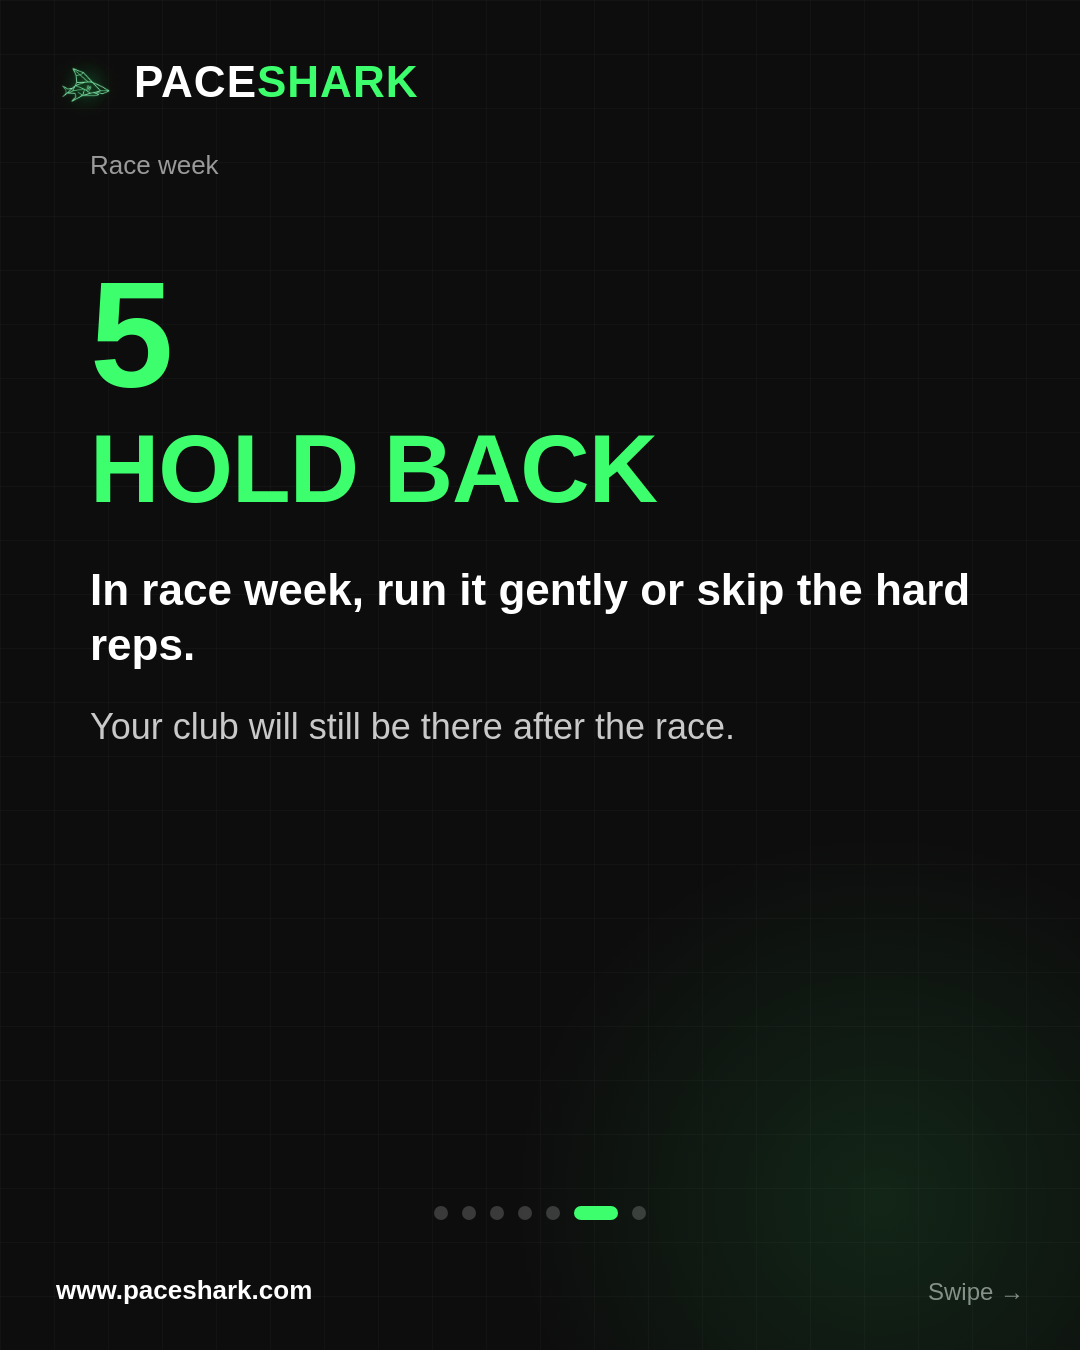 PACESHARK
Race week
5
HOLD BACK
In race week, run it gently or skip the hard
reps.
Your club will still be there after the race.
www.paceshark.com
Swipe →